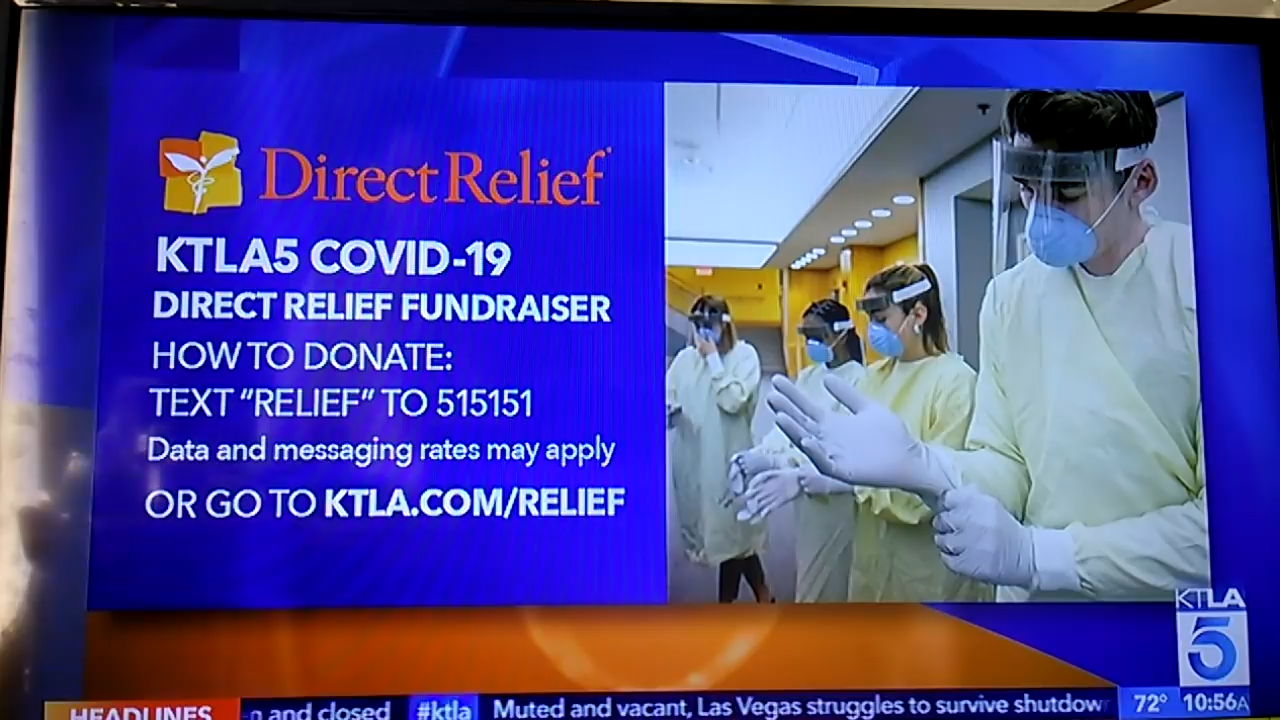 Direct Relief
KTLA5 COVID-19
DIRECT RELIEF FUNDRAISER
HOW TO DONATE:
TEXT "RELIEF" TO 515151
Data and messaging rates may apply
OR GO TO KTLA.COM/RELIEF
KTLA
5
HEADLINES and closed #ktla Muted and vacant, Las Vegas struggles to survive 72° 10:56A